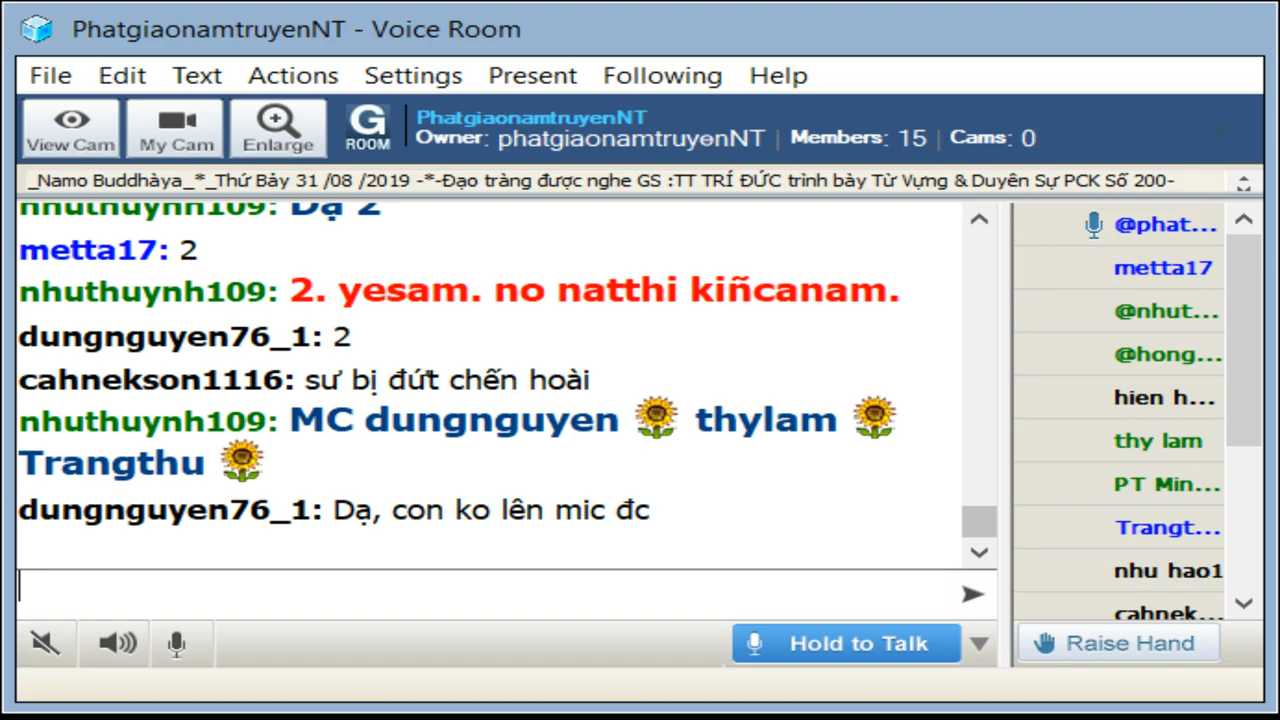 PhatgiaonamtruyenNT - Voice Room
File Edit Text Actions Settings Present Following Help
View Cam
My Cam
Enlarge
G
ROOM
PhatgiaonamtruyenNT
Owner: phatgiaonamtruyenNT | Members: 15 | Cams: 0
_Namo Buddhàya_*_Thứ Bảy 31 /08 /2019 -*-Đạo tràng được nghe GS :TT TRÍ ĐỨC trình bày Từ Vựng & Duyên Sự PCK Số 200-
nhuthuynh109: Dạ 2
metta17: 2
nhuthuynh109: 2. yesam. no natthi kiñcanam.
dungnguyen76_1: 2
cahnekson1116: sư bị đứt chến hoài
nhuthuynh109: MC dungnguyen 🌻 thylam 🌻
Trangthu 🌻
dungnguyen76_1: Dạ, con ko lên mic đc
@phat...
metta17
@nhut...
@hong...
hien h...
thy lam
PT Min...
Trangt...
nhu hao1
cahnek...
Hold to Talk
Raise Hand